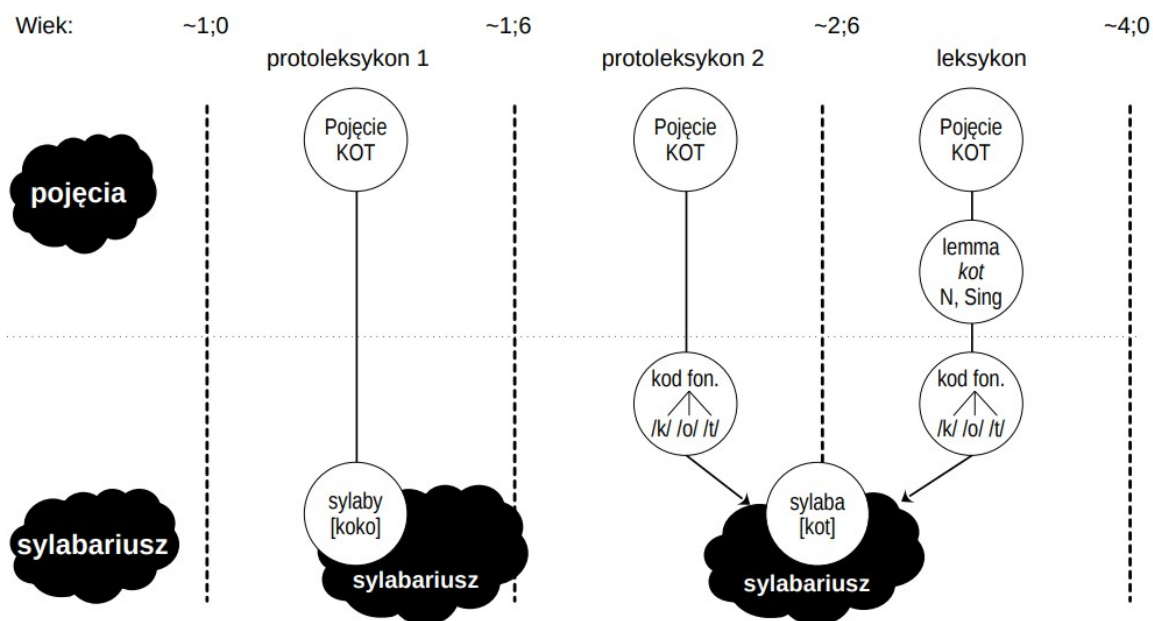 Wiek: ~1;0 ~1;6 ~2;6 ~4;0
protoleksykon 1 protoleksykon 2 leksykon
Pojęcie
KOT
Pojęcie
KOT
Pojęcie
KOT
pojęcia
lemma
kot
N, Sing
kod fon.
/k/ /o/ /t/
kod fon.
/k/ /o/ /t/
sylaby
[koko]
sylaba
[kot]
sylabariusz
sylabariusz
sylabariusz